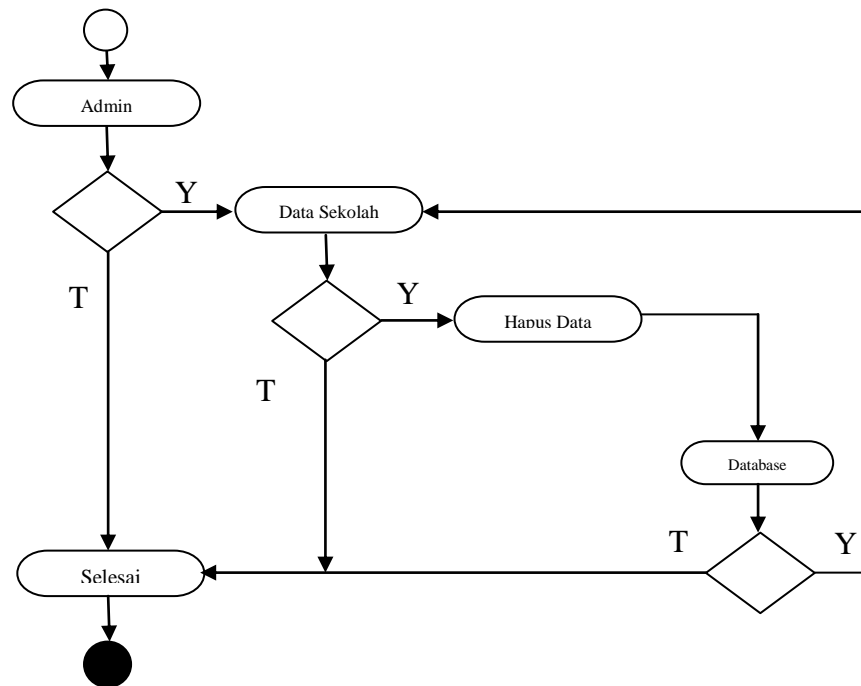 Admin
Y
Data Sekolah
T
Y
Hapus Data
T
Database
T
Y
Selesai